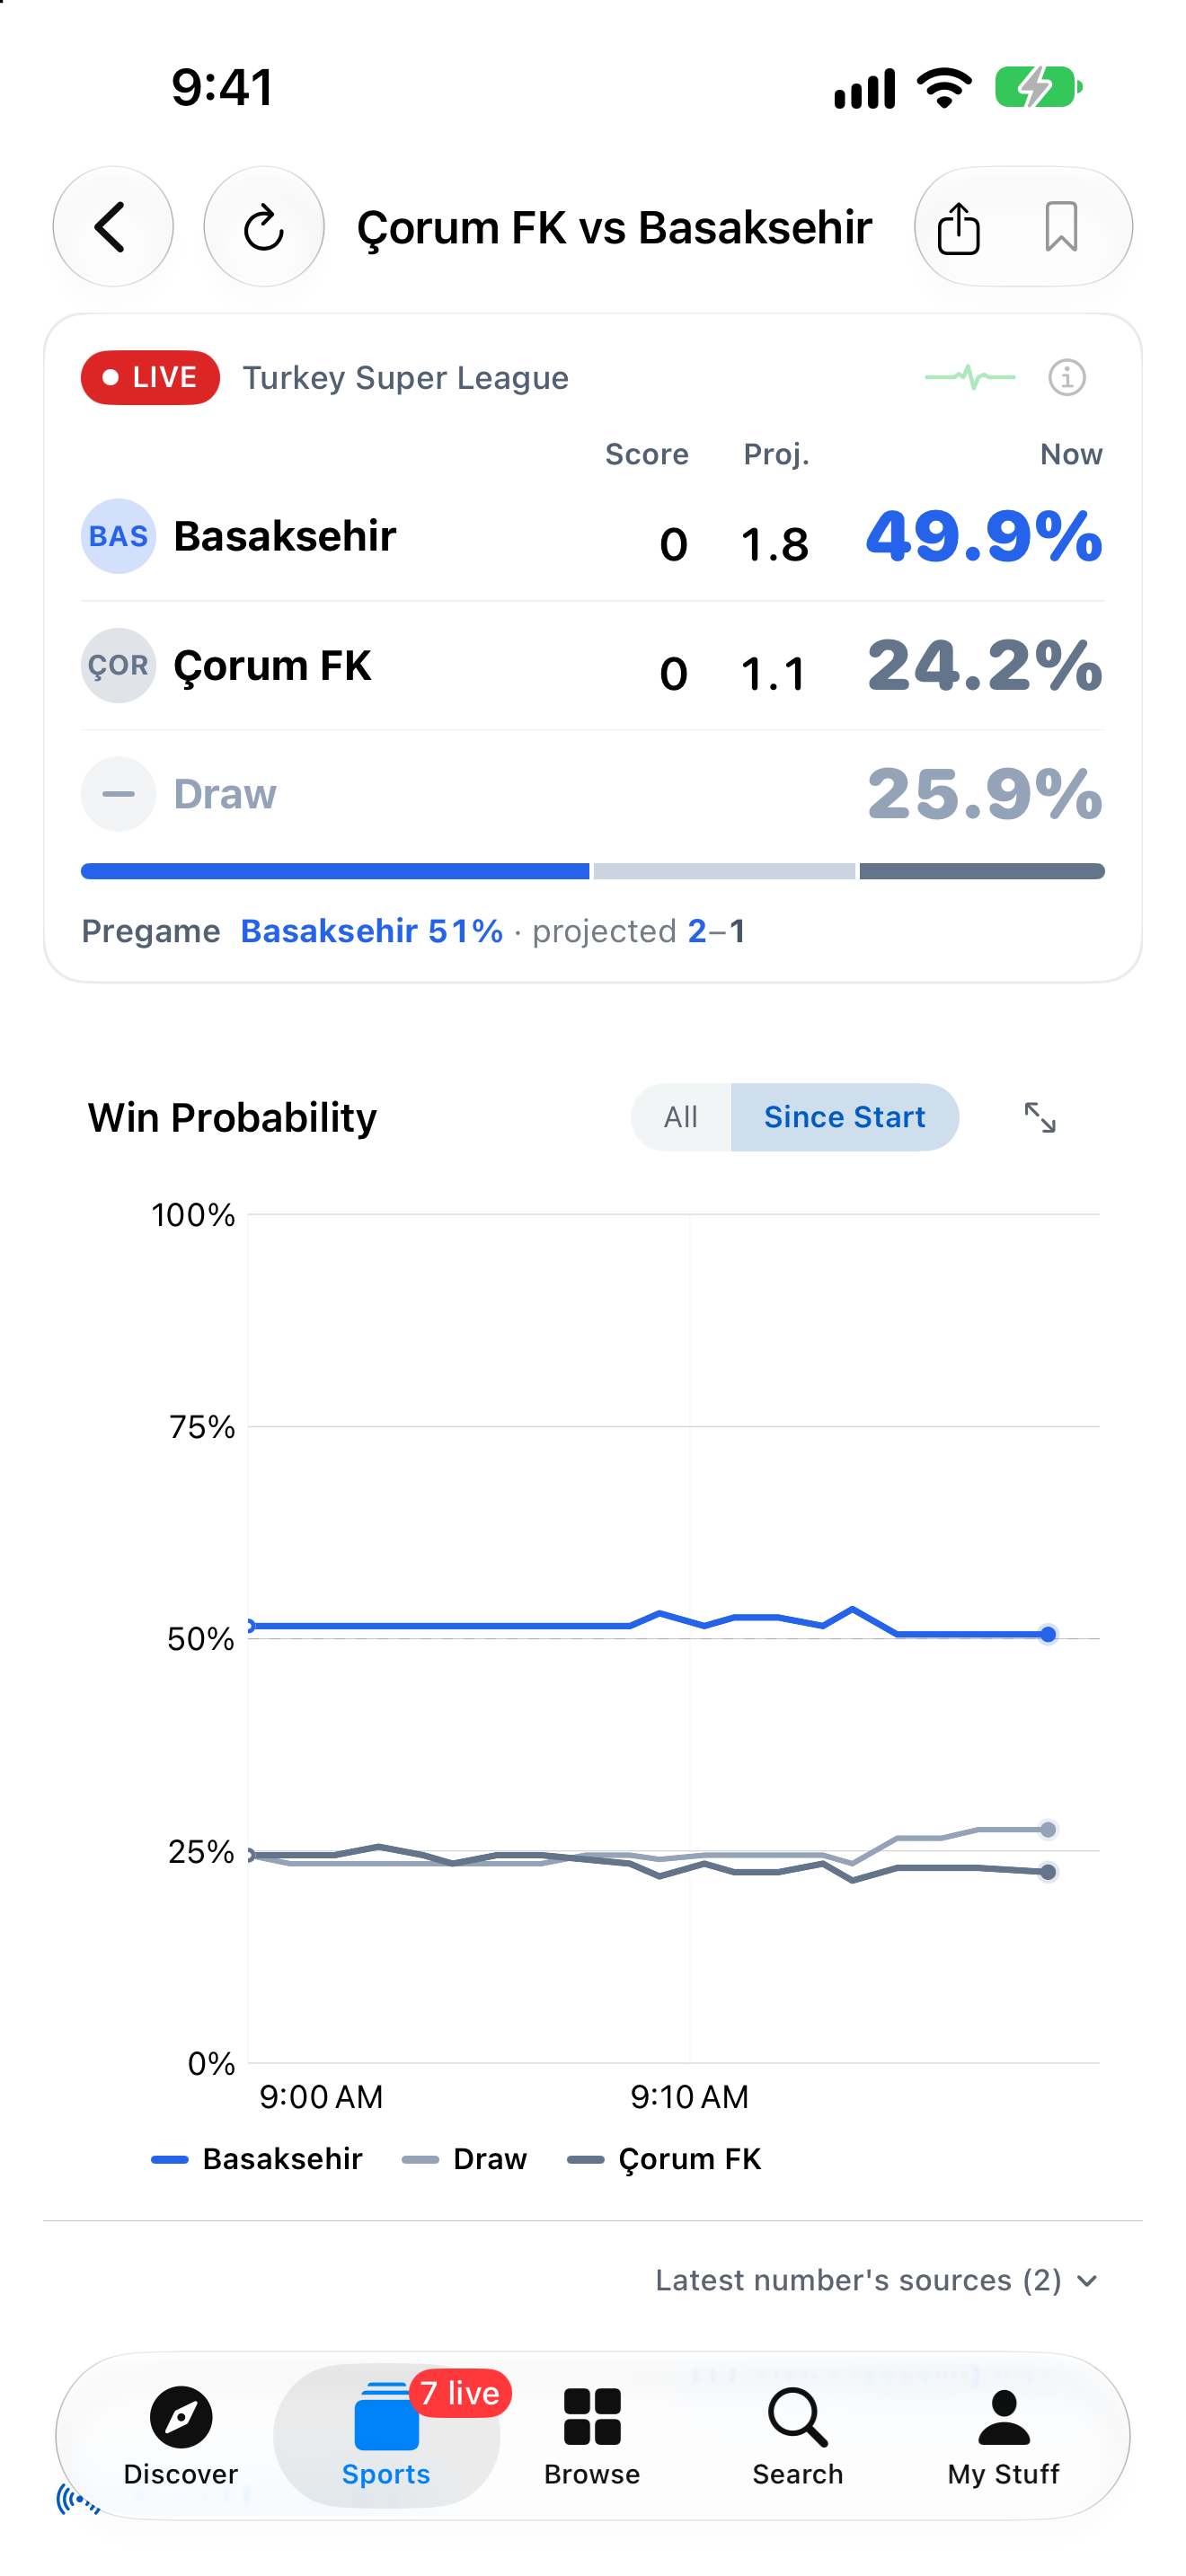 9:41
Çorum FK vs Basaksehir
LIVE Turkey Super League
Score Proj. Now
BAS Basaksehir 0 1.8 49.9%
ÇOR Çorum FK 0 1.1 24.2%
Draw 25.9%
Pregame Basaksehir 51% · projected 2–1
Win Probability All Since Start
100%
75%
50%
25%
0%
9:00 AM 9:10 AM
Basaksehir Draw Çorum FK
Latest number's sources (2)
7 live
Discover Sports Browse Search My Stuff